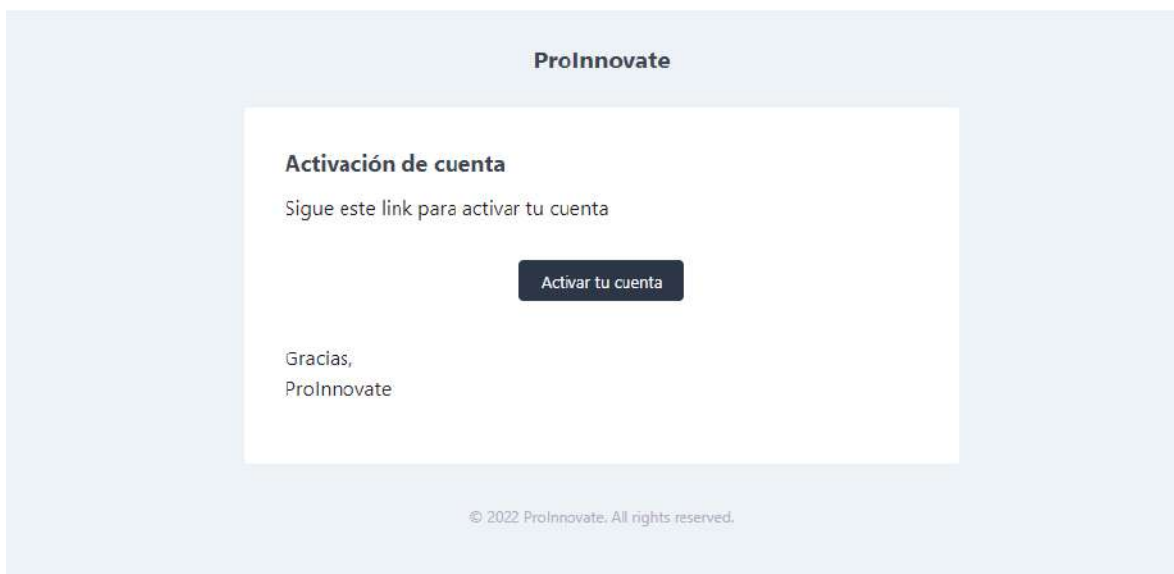 ProInnovate
Activación de cuenta
Sigue este link para activar tu cuenta
Activar tu cuenta
Gracias,
ProInnovate
© 2022 ProInnovate. All rights reserved.